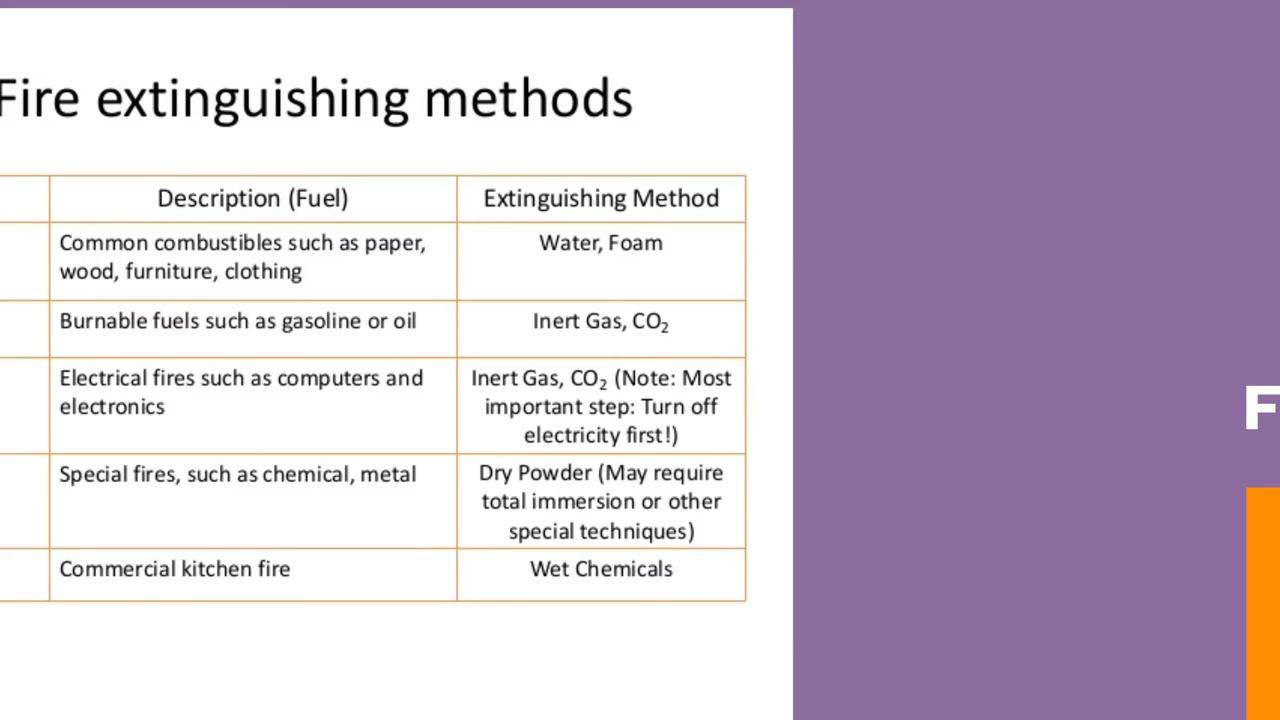 Fire extinguishing methods
Description (Fuel)
Extinguishing Method
Common combustibles such as paper,
wood, furniture, clothing
Water, Foam
Burnable fuels such as gasoline or oil
Inert Gas, CO₂
Electrical fires such as computers and
electronics
Inert Gas, CO₂ (Note: Most
important step: Turn off
electricity first!)
Special fires, such as chemical, metal
Dry Powder (May require
total immersion or other
special techniques)
Commercial kitchen fire
Wet Chemicals